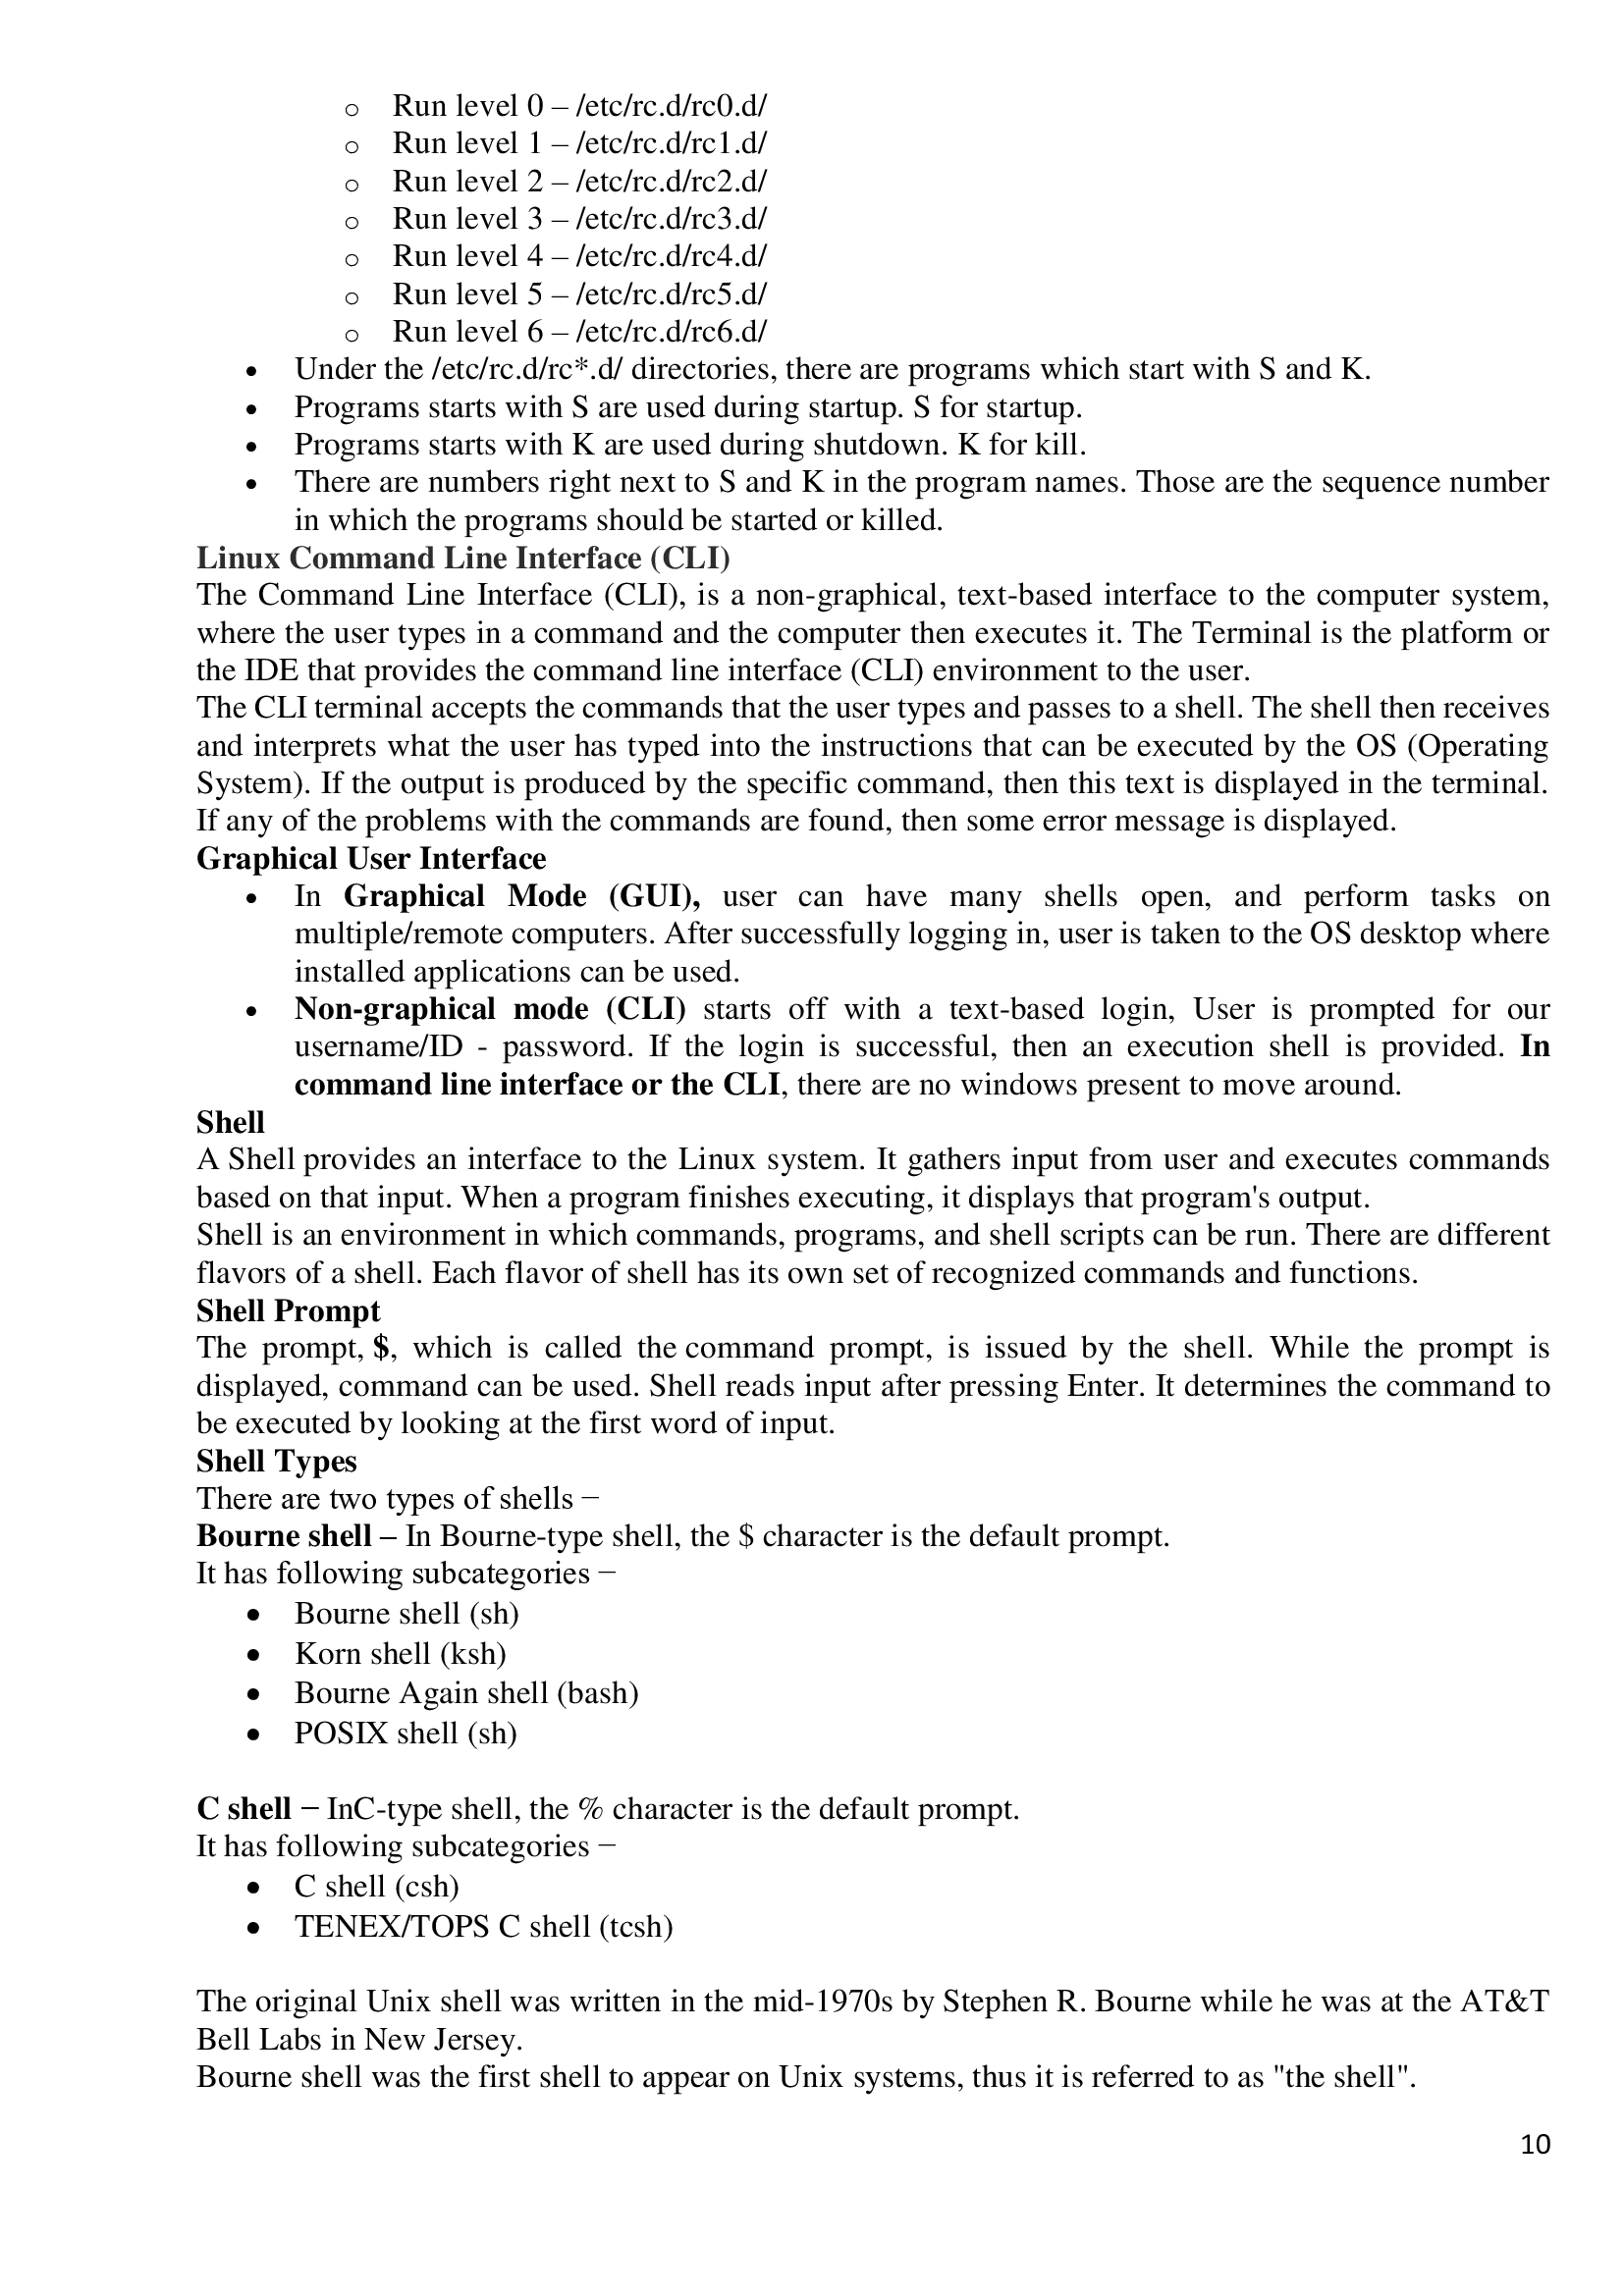 o Run level 0 – /etc/rc.d/rc0.d/
o Run level 1 – /etc/rc.d/rc1.d/
o Run level 2 – /etc/rc.d/rc2.d/
o Run level 3 – /etc/rc.d/rc3.d/
o Run level 4 – /etc/rc.d/rc4.d/
o Run level 5 – /etc/rc.d/rc5.d/
o Run level 6 – /etc/rc.d/rc6.d/
• Under the /etc/rc.d/rc*.d/ directories, there are programs which start with S and K.
• Programs starts with S are used during startup. S for startup.
• Programs starts with K are used during shutdown. K for kill.
• There are numbers right next to S and K in the program names. Those are the sequence number
in which the programs should be started or killed.
Linux Command Line Interface (CLI)
The Command Line Interface (CLI), is a non-graphical, text-based interface to the computer system,
where the user types in a command and the computer then executes it. The Terminal is the platform or
the IDE that provides the command line interface (CLI) environment to the user.
The CLI terminal accepts the commands that the user types and passes to a shell. The shell then receives
and interprets what the user has typed into the instructions that can be executed by the OS (Operating
System). If the output is produced by the specific command, then this text is displayed in the terminal.
If any of the problems with the commands are found, then some error message is displayed.
Graphical User Interface
• In Graphical Mode (GUI), user can have many shells open, and perform tasks on
multiple/remote computers. After successfully logging in, user is taken to the OS desktop where
installed applications can be used.
• Non-graphical mode (CLI) starts off with a text-based login, User is prompted for our
username/ID - password. If the login is successful, then an execution shell is provided. In
command line interface or the CLI, there are no windows present to move around.
Shell
A Shell provides an interface to the Linux system. It gathers input from user and executes commands
based on that input. When a program finishes executing, it displays that program's output.
Shell is an environment in which commands, programs, and shell scripts can be run. There are different
flavors of a shell. Each flavor of shell has its own set of recognized commands and functions.
Shell Prompt
The prompt, $, which is called the command prompt, is issued by the shell. While the prompt is
displayed, command can be used. Shell reads input after pressing Enter. It determines the command to
be executed by looking at the first word of input.
Shell Types
There are two types of shells −
Bourne shell – In Bourne-type shell, the $ character is the default prompt.
It has following subcategories −
• Bourne shell (sh)
• Korn shell (ksh)
• Bourne Again shell (bash)
• POSIX shell (sh)
C shell − InC-type shell, the % character is the default prompt.
It has following subcategories −
• C shell (csh)
• TENEX/TOPS C shell (tcsh)
The original Unix shell was written in the mid-1970s by Stephen R. Bourne while he was at the AT&T
Bell Labs in New Jersey.
Bourne shell was the first shell to appear on Unix systems, thus it is referred to as "the shell".
10